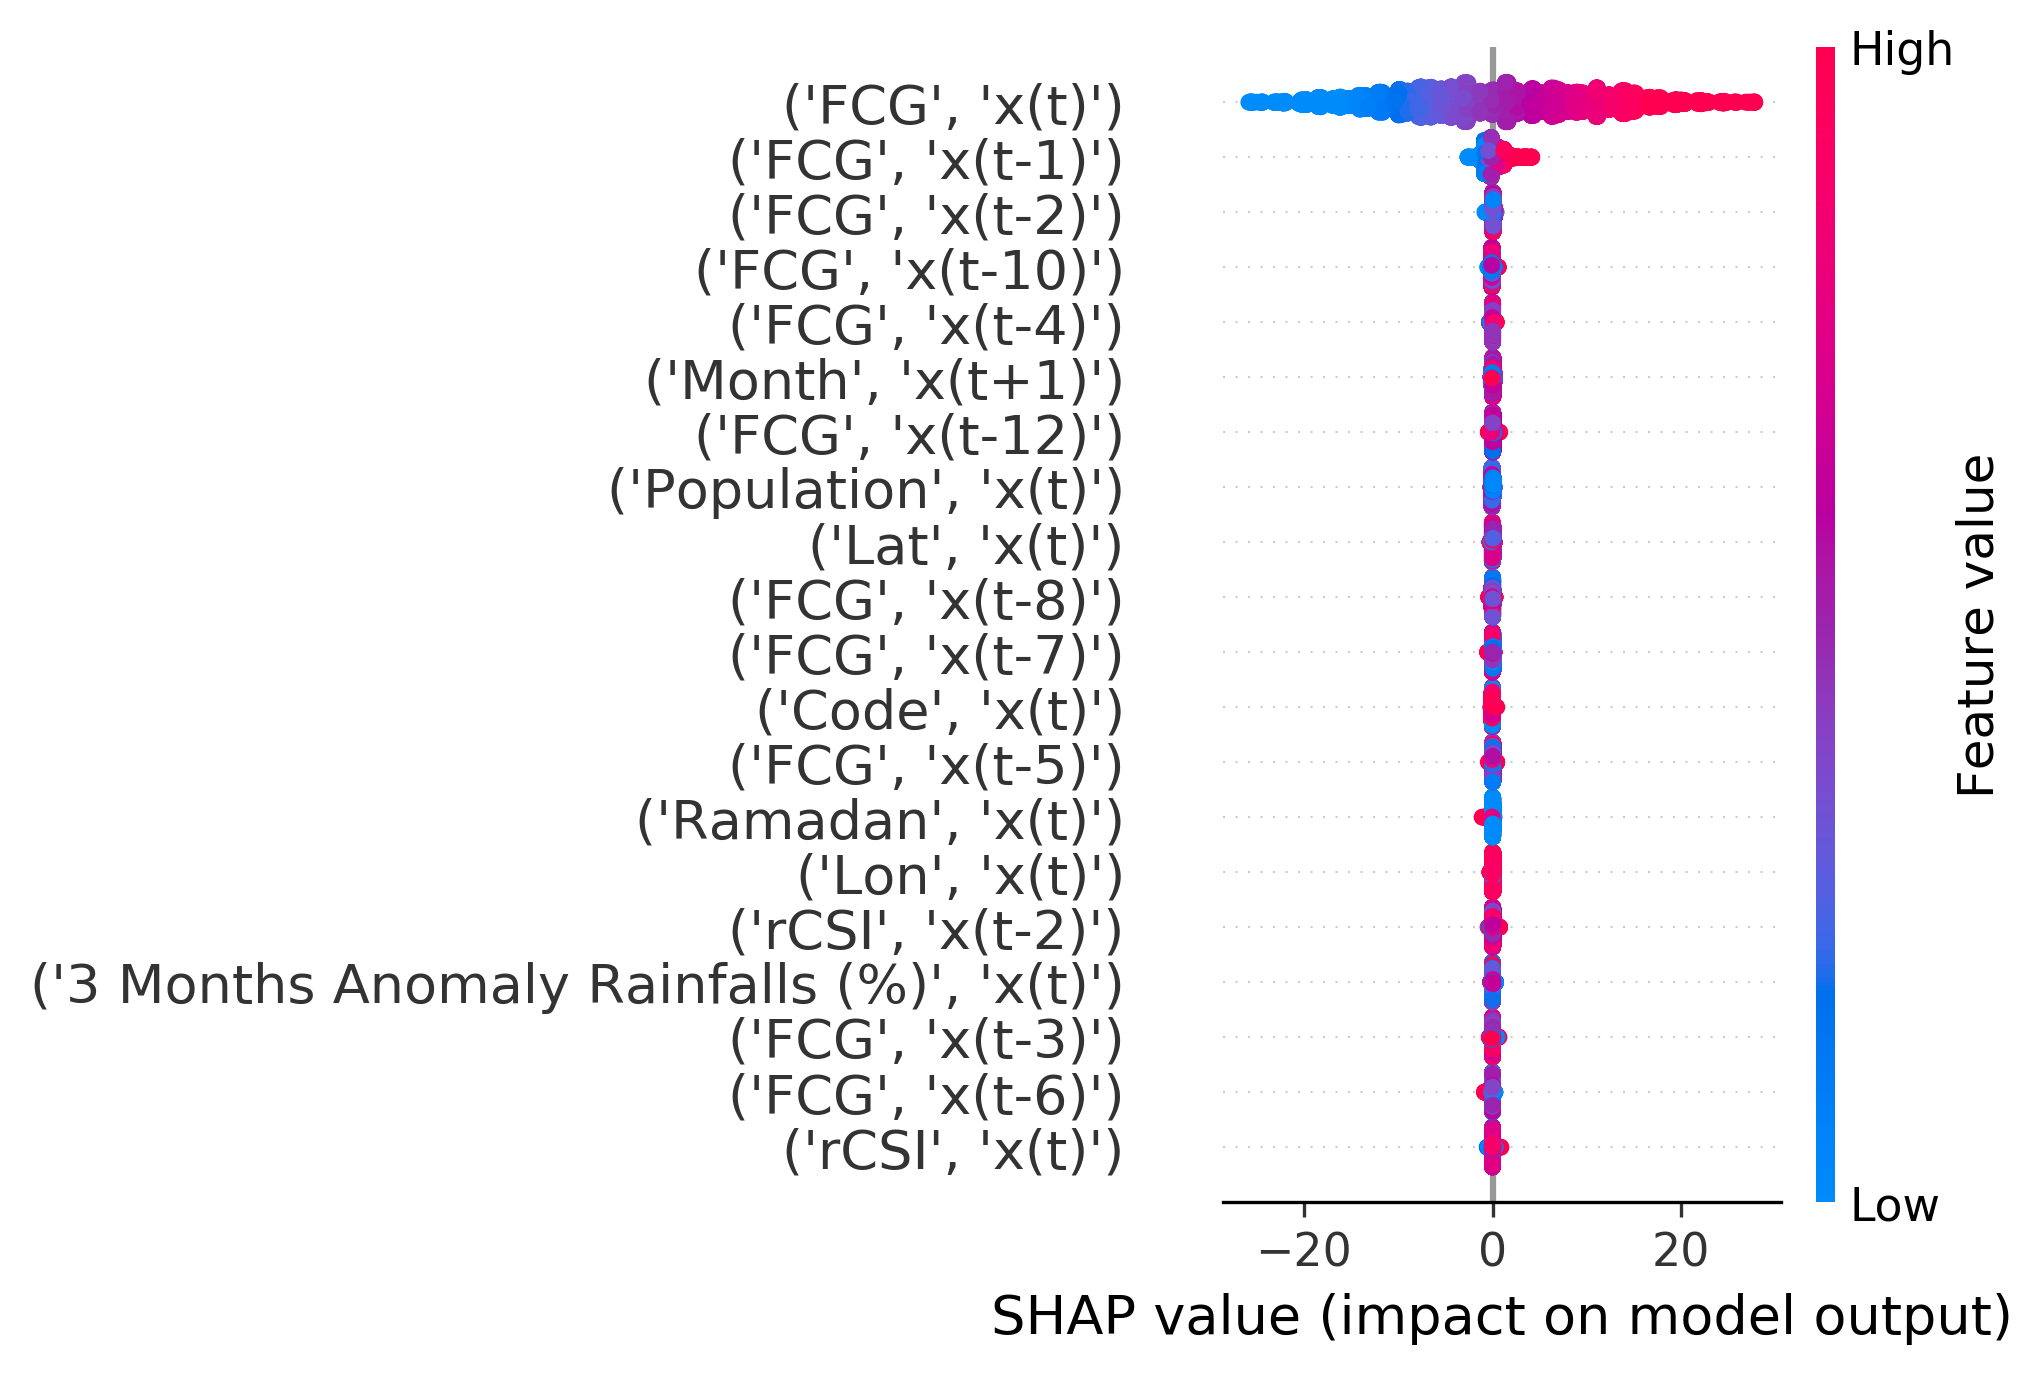 High
('FCG', 'x(t)')
('FCG', 'x(t-1)')
('FCG', 'x(t-2)')
('FCG', 'x(t-10)')
('FCG', 'x(t-4)')
('Month', 'x(t+1)')
('FCG', 'x(t-12)')
('Population', 'x(t)')
('Lat', 'x(t)')
('FCG', 'x(t-8)')
('FCG', 'x(t-7)')
('Code', 'x(t)')
('FCG', 'x(t-5)')
('Ramadan', 'x(t)')
('Lon', 'x(t)')
('rCSI', 'x(t-2)')
('3 Months Anomaly Rainfalls (%)', 'x(t)')
('FCG', 'x(t-3)')
('FCG', 'x(t-6)')
('rCSI', 'x(t)')
Feature value
Low
−20 0 20
SHAP value (impact on model output)